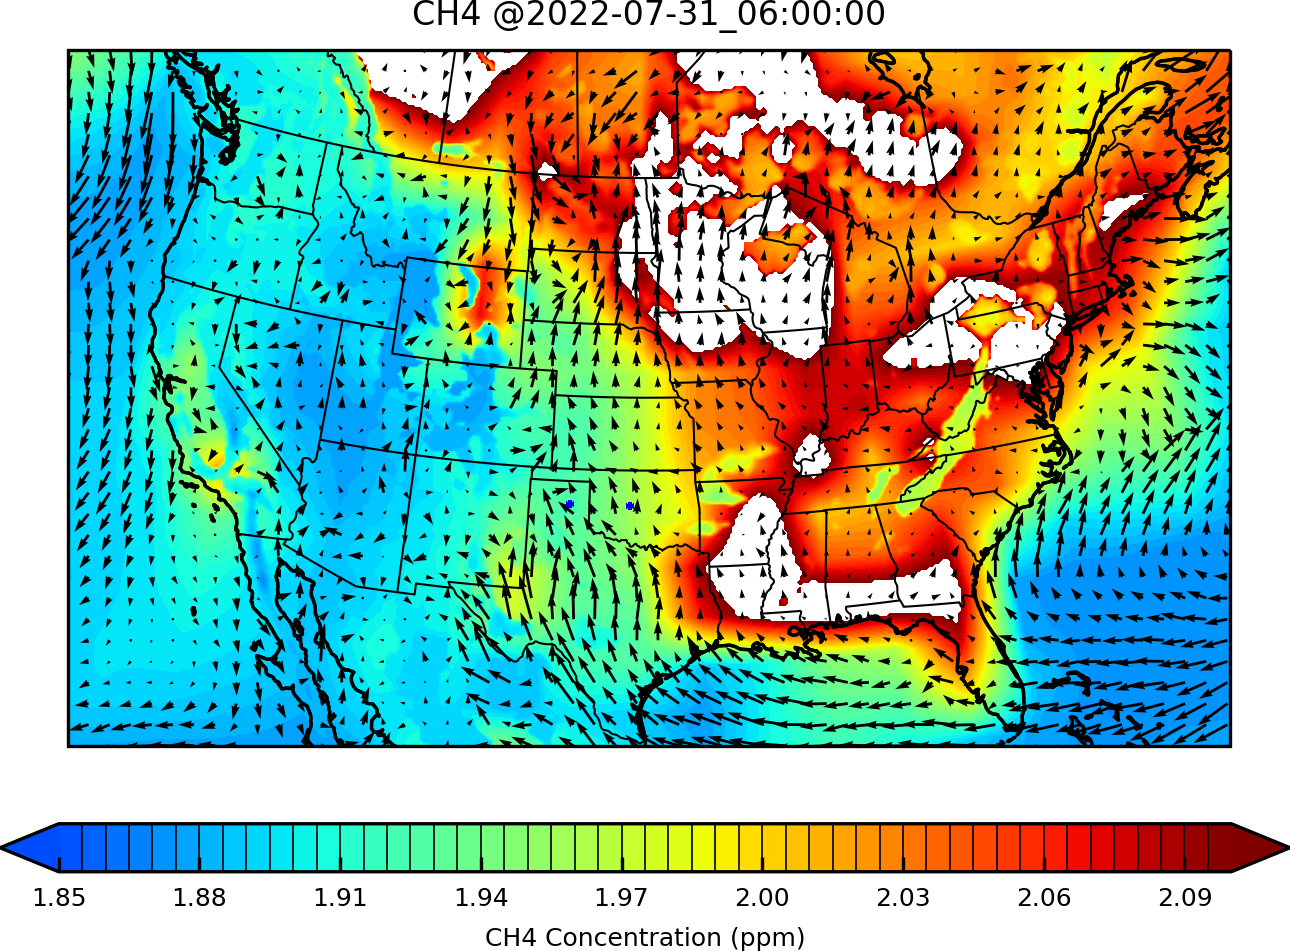 CH4 @2022-07-31_06:00:00
1.85 1.88 1.91 1.94 1.97 2.00 2.03 2.06 2.09
CH4 Concentration (ppm)